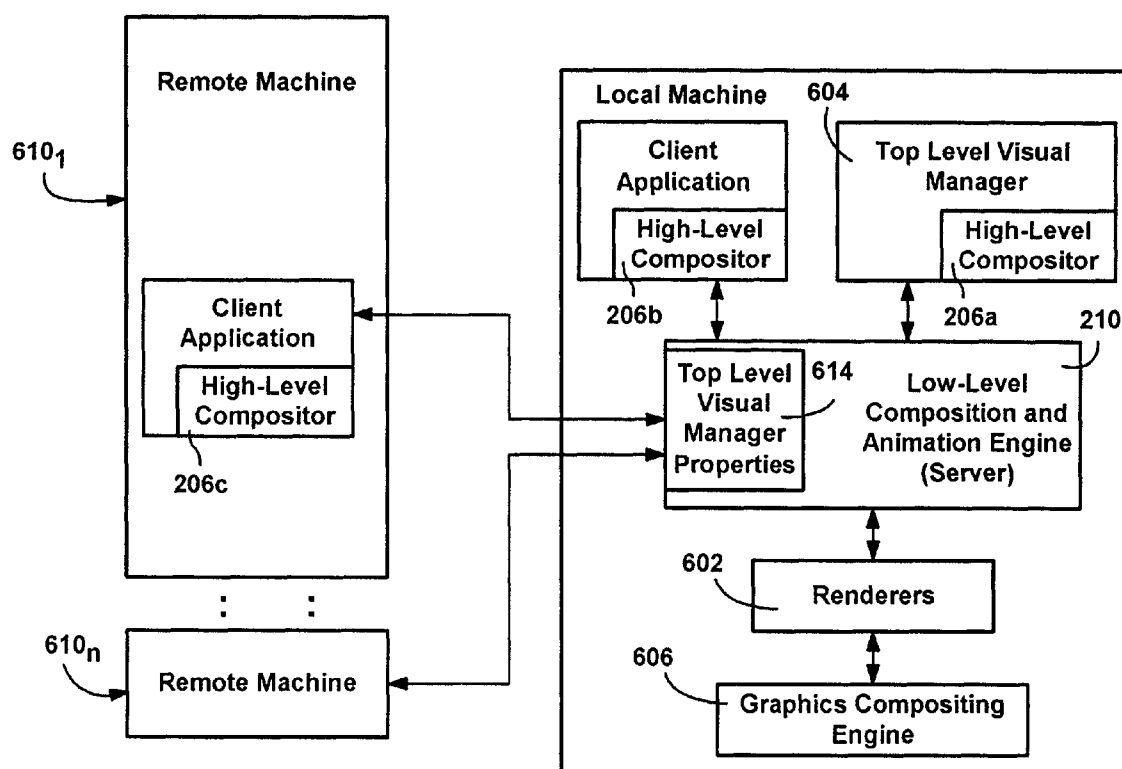 Remote Machine
610₁
Client
Application
High-Level
Compositor
206c
610ₙ
Remote Machine
Local Machine
Client
Application
High-Level
Compositor
206b
604
Top Level Visual
Manager
High-Level
Compositor
206a
210
Top Level
Visual
Manager
Properties
614
Low-Level
Composition and
Animation Engine
(Server)
602
Renderers
606
Graphics Compositing
Engine